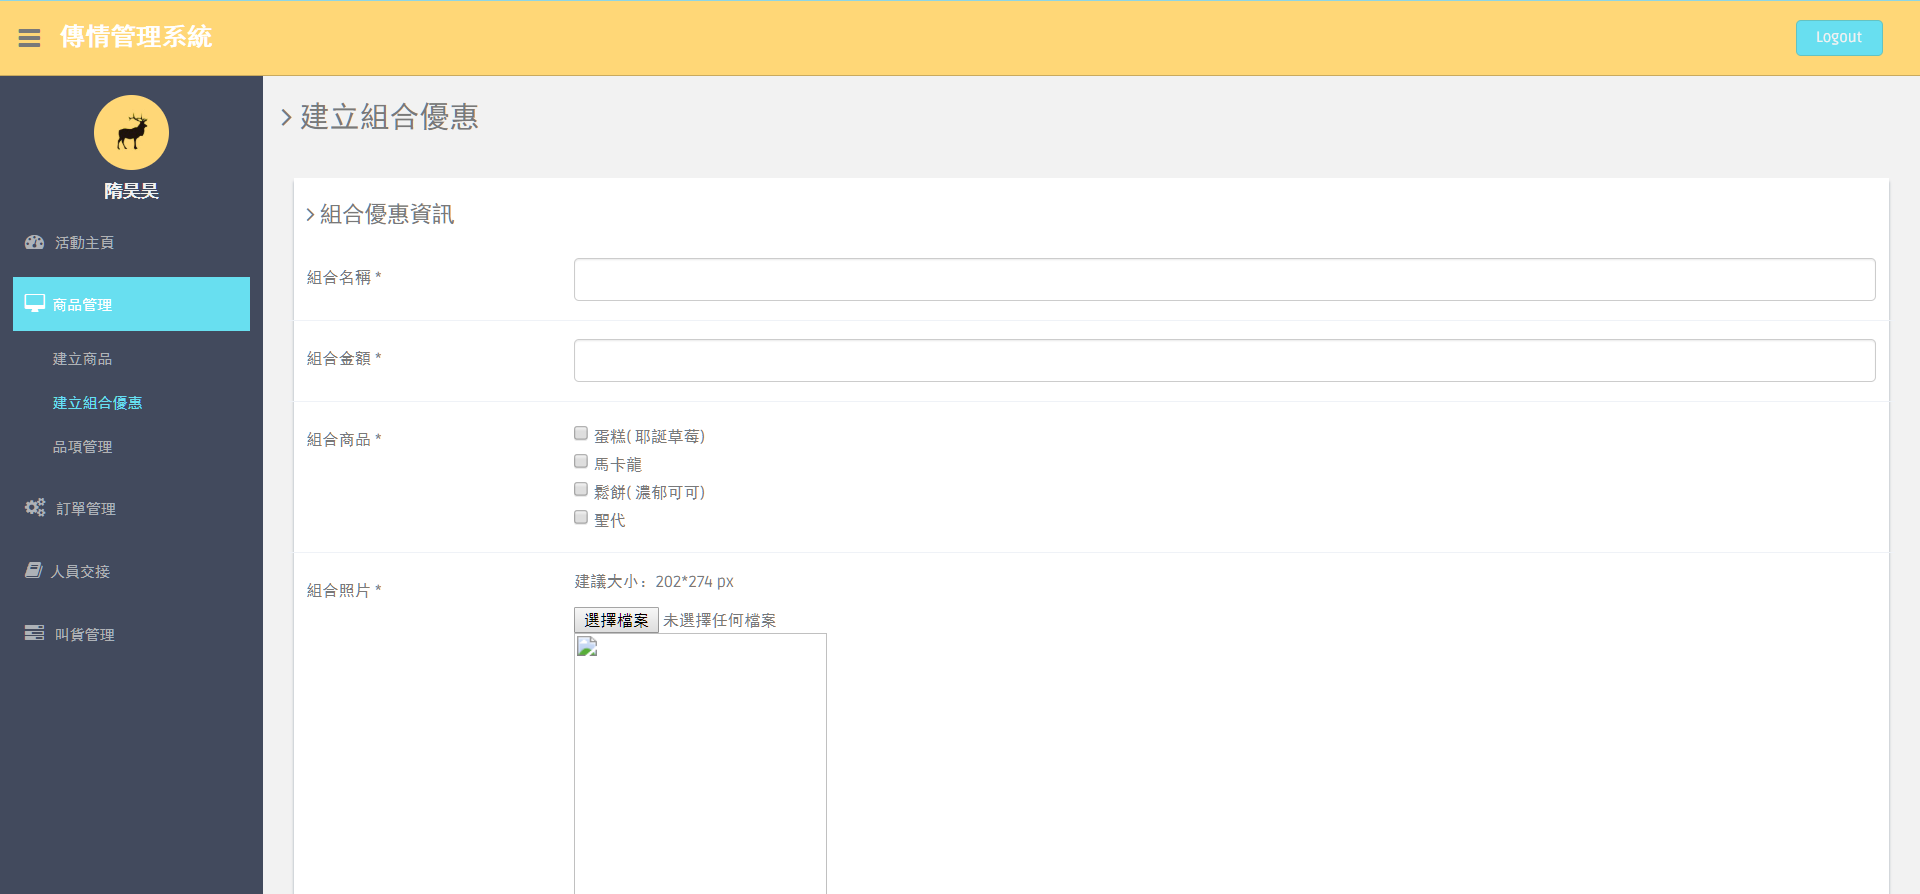 傳情管理系統
Logout
隋吴昊
活動主頁
商品管理
建立商品
建立組合優惠
品項管理
訂單管理
人員交接
叫貨管理
建立組合優惠
組合優惠資訊
組合名稱 *
組合金額 *
組合商品 *
蛋糕( 耶誕草莓)
馬卡龍
鬆餅( 濃郁可可)
聖代
組合照片 *
建議大小：202*274 px
選擇檔案 未選擇任何檔案